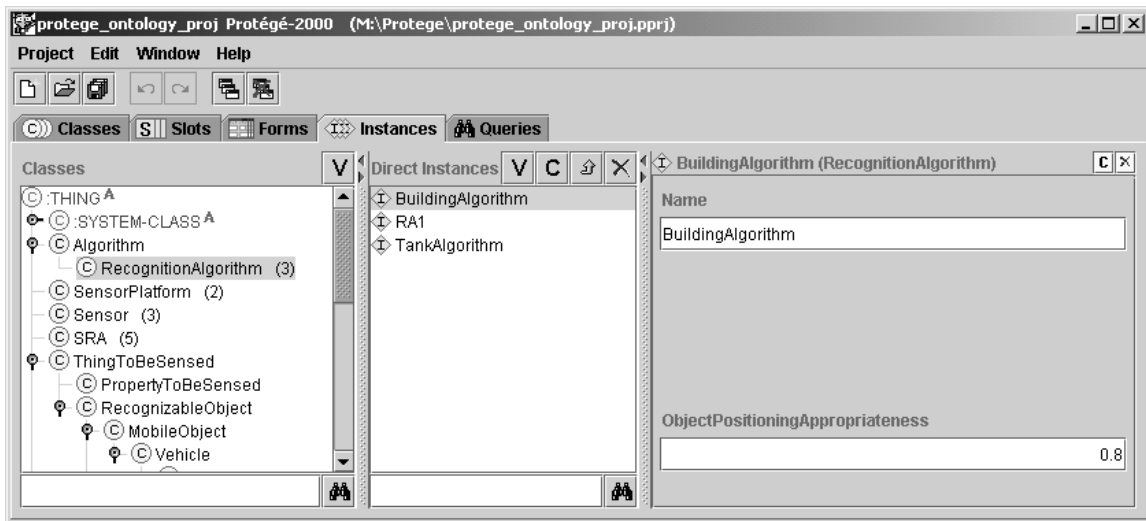 protege_ontology_proj Protégé-2000 (M:\Protege\protege_ontology_proj.pprj)
Project Edit Window Help
C Classes S Slots Forms I Instances Queries
Classes V
:THING A
C :SYSTEM-CLASS A
C Algorithm
C RecognitionAlgorithm (3)
C SensorPlatform (2)
C Sensor (3)
C SRA (5)
C ThingToBeSensed
C PropertyToBeSensed
C RecognizableObject
C MobileObject
C Vehicle
Direct Instances V C
I BuildingAlgorithm
I RA1
I TankAlgorithm
I BuildingAlgorithm (RecognitionAlgorithm) C
Name
BuildingAlgorithm
ObjectPositioningAppropriateness
0.8